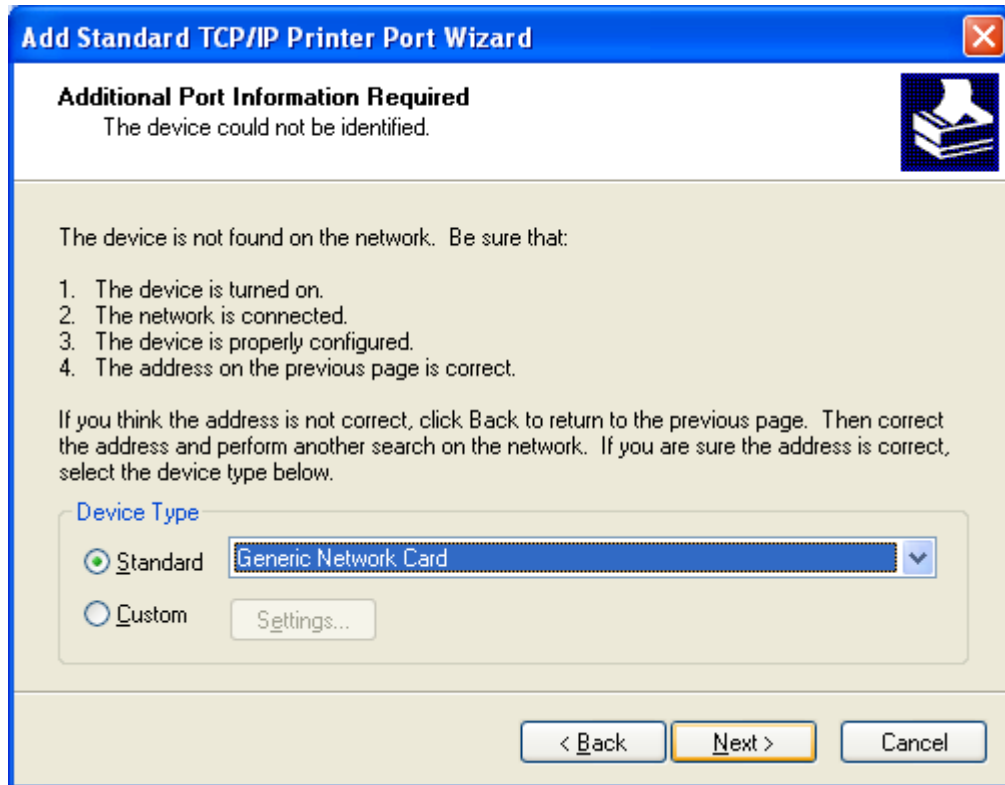 Add Standard TCP/IP Printer Port Wizard
Additional Port Information Required
The device could not be identified.
The device is not found on the network. Be sure that:
1. The device is turned on.
2. The network is connected.
3. The device is properly configured.
4. The address on the previous page is correct.
If you think the address is not correct, click Back to return to the previous page. Then correct
the address and perform another search on the network. If you are sure the address is correct,
select the device type below.
Device Type
Standard Generic Network Card
Custom Settings...
< Back Next > Cancel